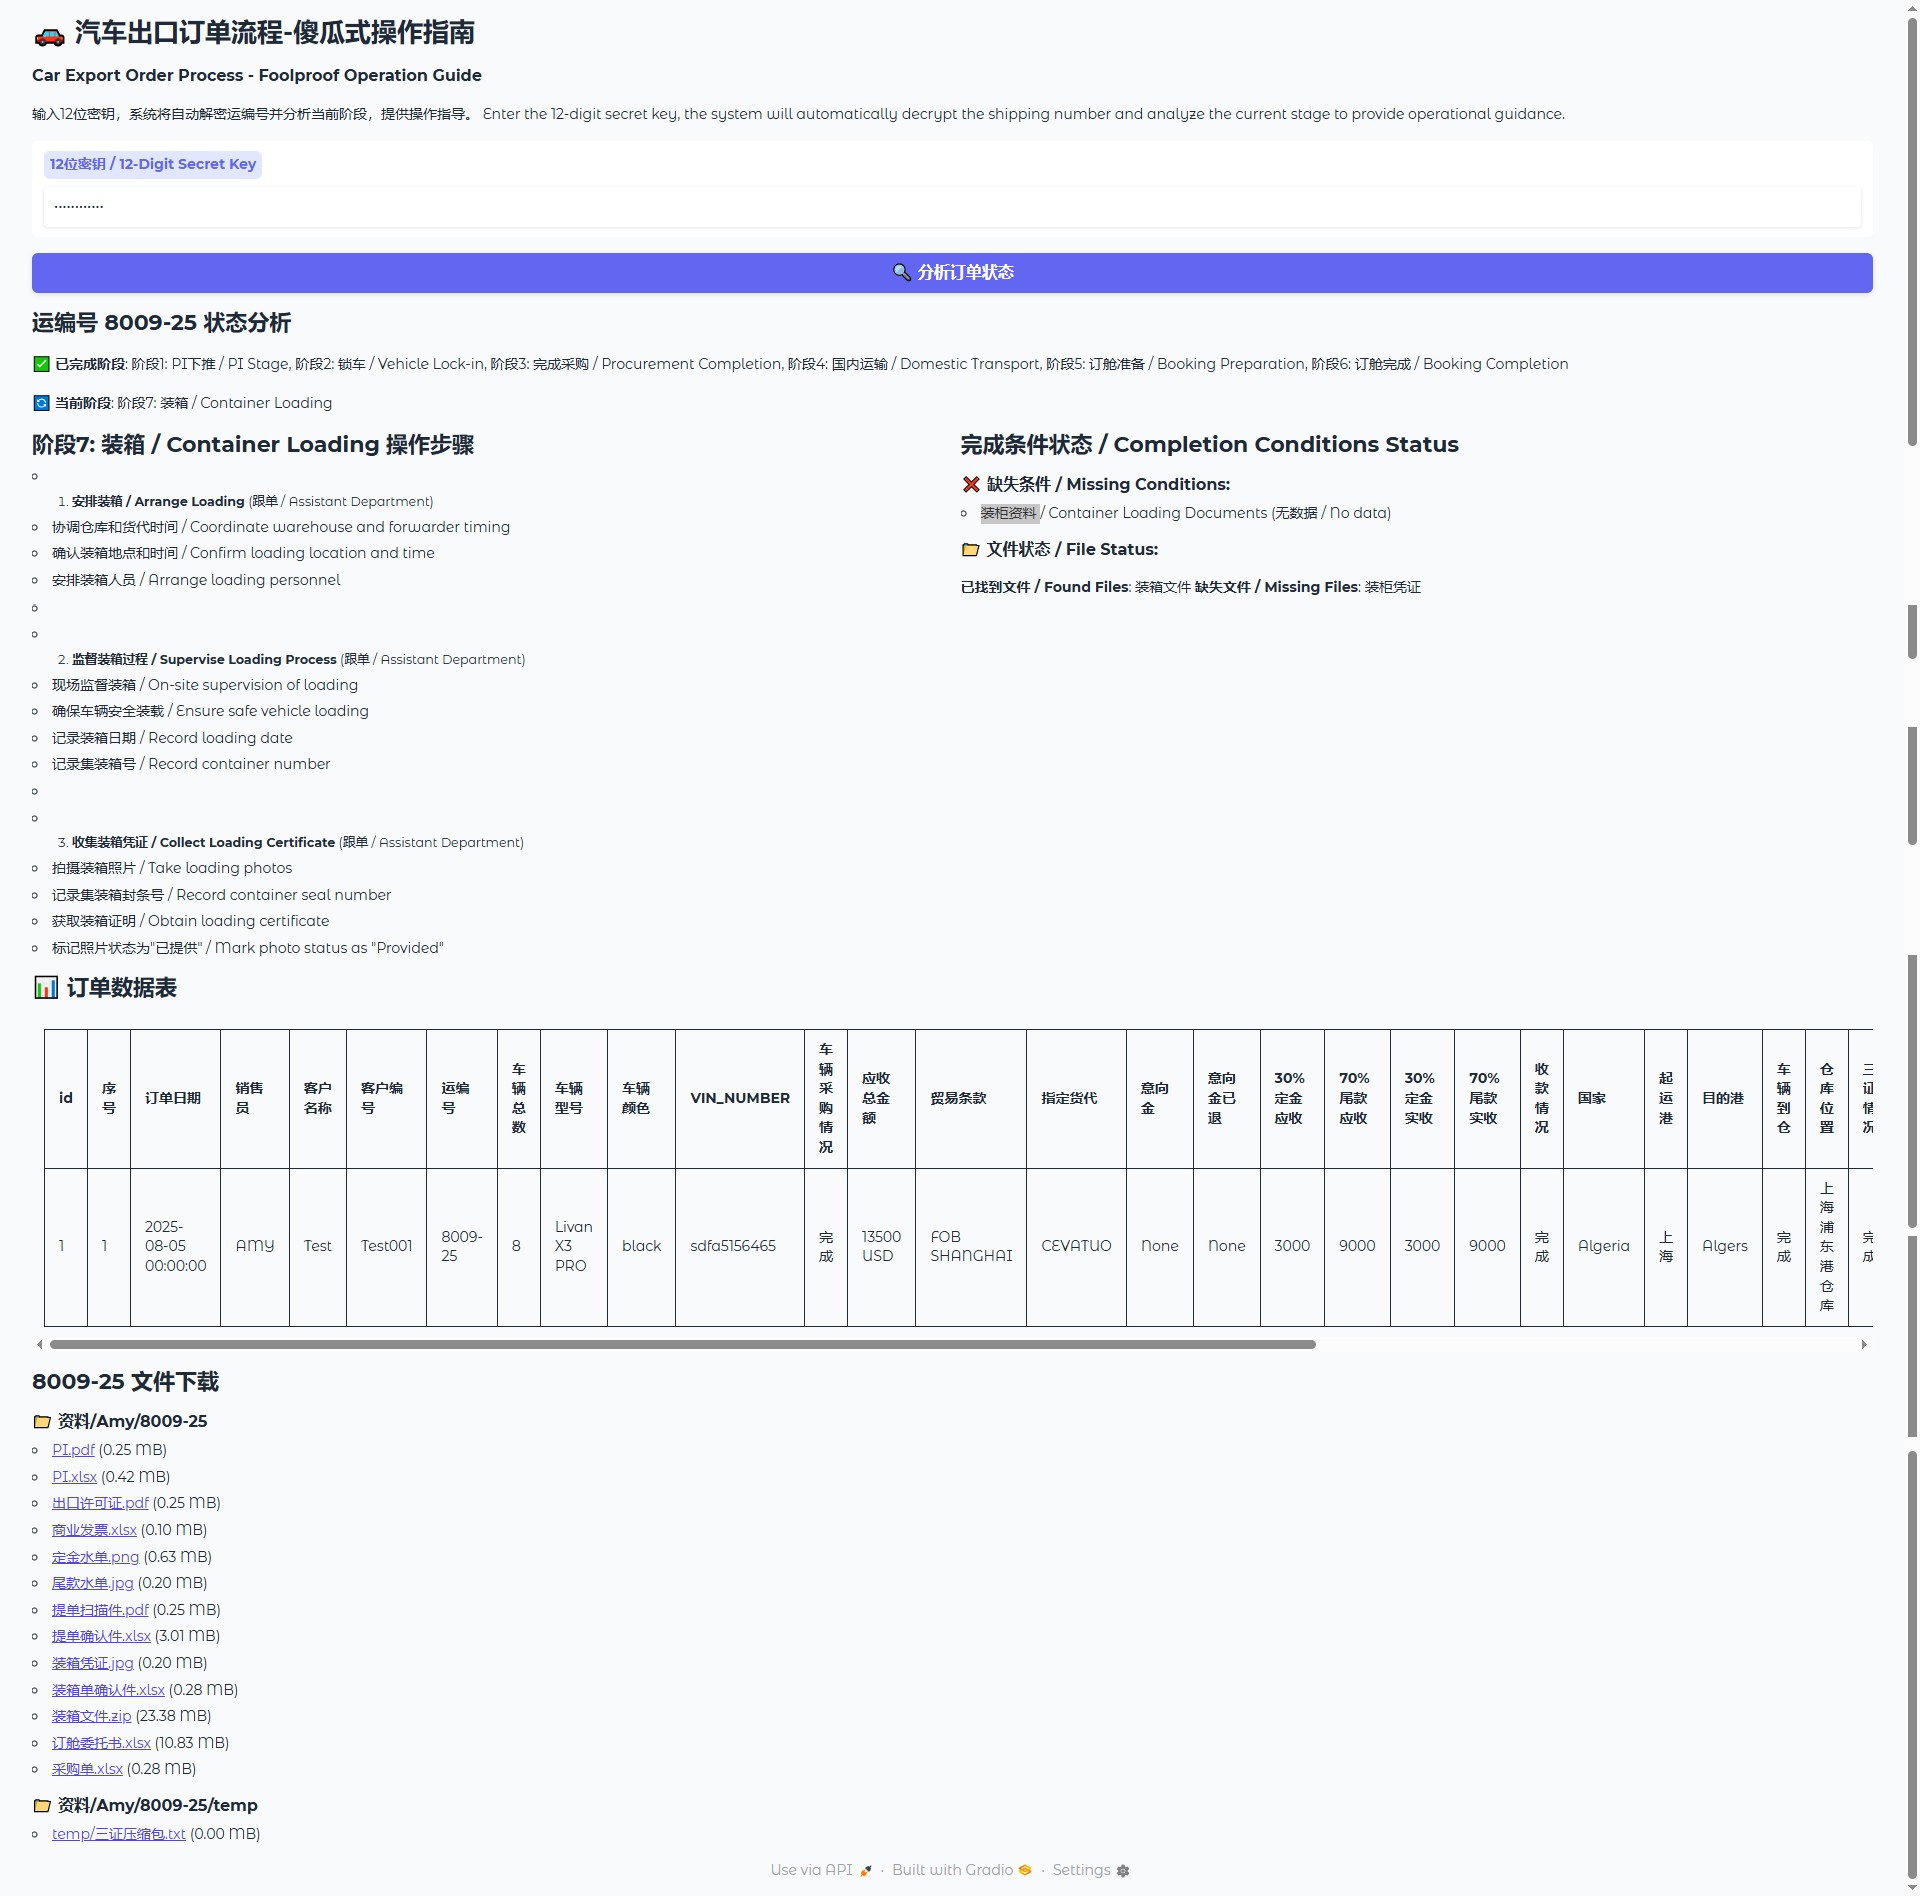 汽车出口订单流程-傻瓜式操作指南
Car Export Order Process - Foolproof Operation Guide
输入12位密钥，系统将自动解密运编号并分析当前阶段，提供操作指导。 Enter the 12-digit secret key, the system will automatically decrypt the shipping number and analyze the current stage to provide operational guidance.
12位密钥 / 12-Digit Secret Key
············
分析订单状态
运编号 8009-25 状态分析
已完成阶段: 阶段1: PI下推 / PI Stage, 阶段2: 锁车 / Vehicle Lock-in, 阶段3: 完成采购 / Procurement Completion, 阶段4: 国内运输 / Domestic Transport, 阶段5: 订舱准备 / Booking Preparation, 阶段6: 订舱完成 / Booking Completion
当前阶段: 阶段7: 装箱 / Container Loading
阶段7: 装箱 / Container Loading 操作步骤
1. 安排装箱 / Arrange Loading (跟单 / Assistant Department)
协调仓库和货代时间 / Coordinate warehouse and forwarder timing
确认装箱地点和时间 / Confirm loading location and time
安排装箱人员 / Arrange loading personnel
2. 监督装箱过程 / Supervise Loading Process (跟单 / Assistant Department)
现场监督装箱 / On-site supervision of loading
确保车辆安全装载 / Ensure safe vehicle loading
记录装箱日期 / Record loading date
记录集装箱号 / Record container number
3. 收集装箱凭证 / Collect Loading Certificate (跟单 / Assistant Department)
拍摄装箱照片 / Take loading photos
记录集装箱封条号 / Record container seal number
获取装箱证明 / Obtain loading certificate
标记照片状态为"已提供" / Mark photo status as "Provided"
完成条件状态 / Completion Conditions Status
缺失条件 / Missing Conditions:
装柜资料 / Container Loading Documents (无数据 / No data)
文件状态 / File Status:
已找到文件 / Found Files: 装箱文件 缺失文件 / Missing Files: 装柜凭证
订单数据表
id 序号 订单日期 销售员 客户名称 客户编号 运编号 车辆总数 车辆型号 车辆颜色 VIN_NUMBER 车辆采购情况 应收总金额 贸易条款 指定货代 意向金 意向金已退 30%定金应收 70%尾款应收 30%定金实收 70%尾款实收 收款情况 国家 起运港 目的港 车辆到仓 仓库位置 三证情况
1 1 2025-08-05 00:00:00 AMY Test Test001 8009-25 8 Livan X3 PRO black sdfa5156465 完成 13500 USD FOB SHANGHAI CEVATUO None None 3000 9000 3000 9000 完成 Algeria 上海 Algers 完成 上海浦东港仓库 完成
8009-25 文件下载
资料/Amy/8009-25
PI.pdf (0.25 MB)
PI.xlsx (0.42 MB)
出口许可证.pdf (0.25 MB)
商业发票.xlsx (0.10 MB)
定金水单.png (0.63 MB)
尾款水单.jpg (0.20 MB)
提单扫描件.pdf (0.25 MB)
提单确认件.xlsx (3.01 MB)
装箱凭证.jpg (0.20 MB)
装箱单确认件.xlsx (0.28 MB)
装箱文件.zip (23.38 MB)
订舱委托书.xlsx (10.83 MB)
采购单.xlsx (0.28 MB)
资料/Amy/8009-25/temp
temp/三证压缩包.txt (0.00 MB)
Use via API · Built with Gradio · Settings